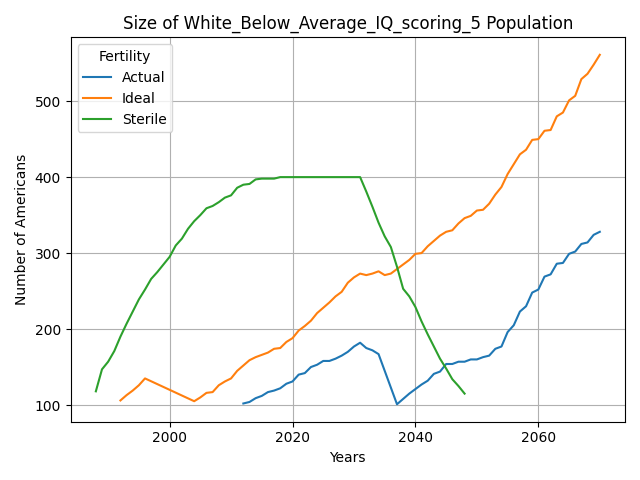 Size of White_Below_Average_IQ_scoring_5 Population
Fertility
Actual
Ideal
Sterile
Number of Americans
500
400
300
200
100
2000
2020
2040
2060
Years